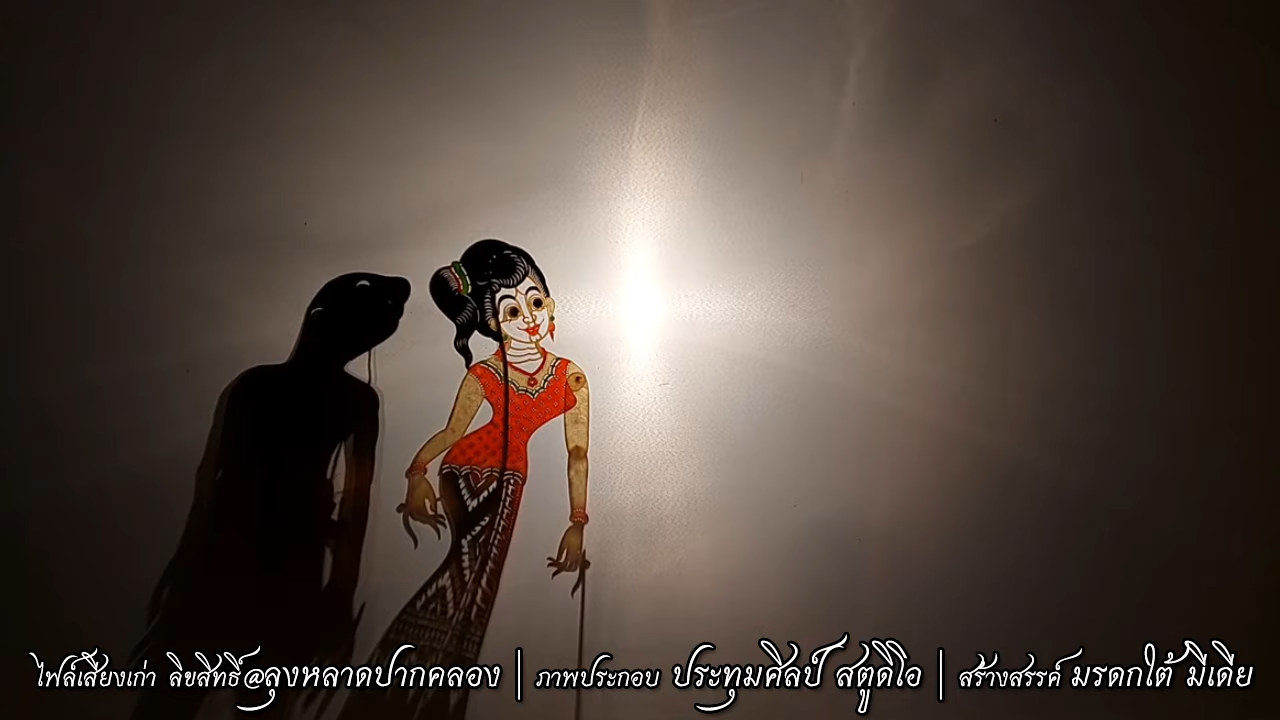 ไฟล์เสียงเก่า ลิขสิทธิ์@ลุงหลาดปากคลอง | ภาพประกอบ ประทุมศิลป์ สตูดิโอ | สร้างสรรค์ มรดกใต้ มีเดีย